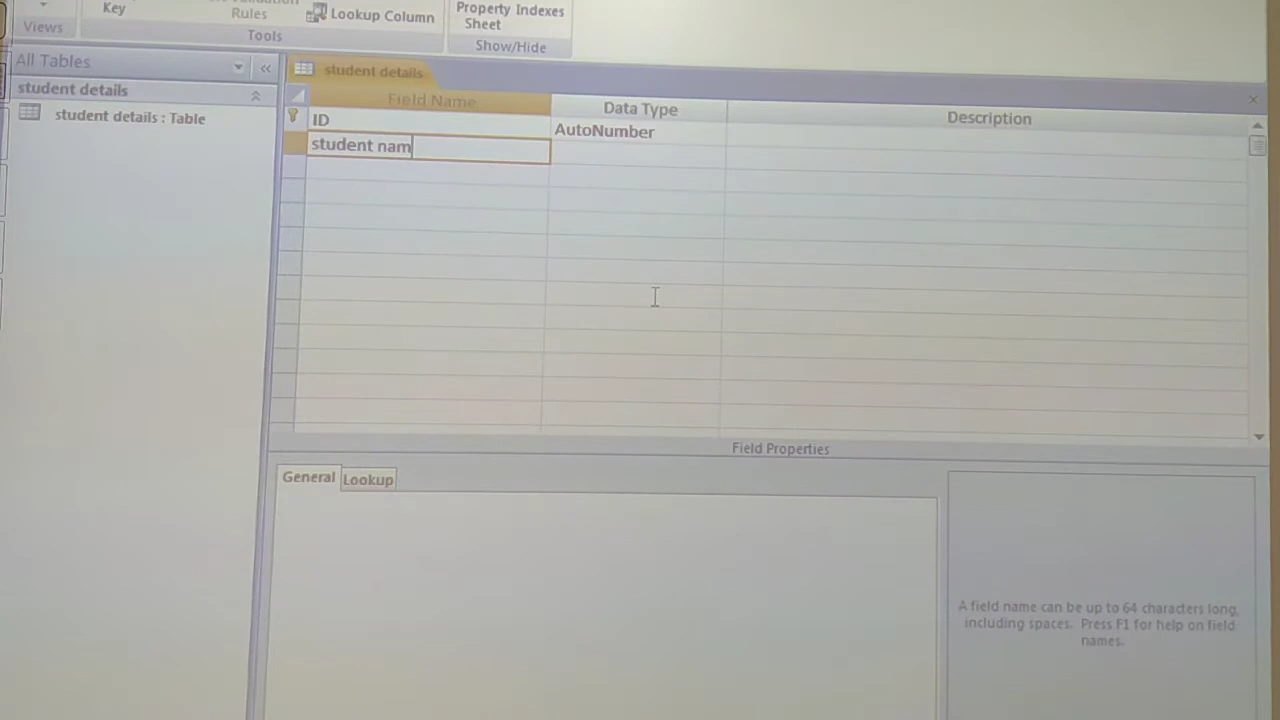 Key
Rules
Lookup Column
Property Indexes
Sheet
Views
Tools
Show/Hide
All Tables
student details
student details : Table
student details
Field Name
Data Type
Description
ID
AutoNumber
student nam
Field Properties
General
Lookup
A field name can be up to 64 characters long,
including spaces. Press F1 for help on field
names.